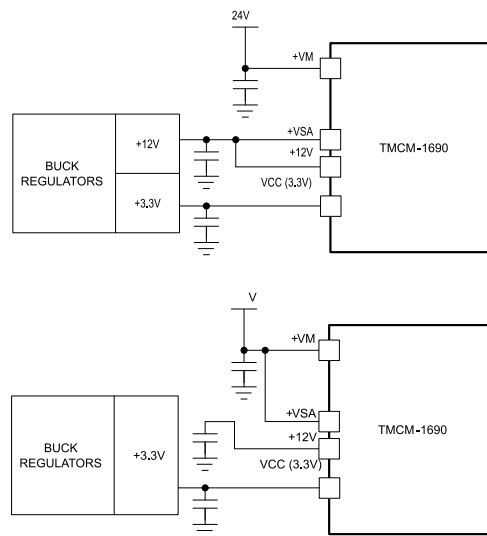 24V
+VM
+12V
+VSA
TMCM-1690
BUCK
REGULATORS
+12V
VCC (3.3V)
+3.3V
V
+VM
+VSA
TMCM-1690
BUCK
REGULATORS
+3.3V
+12V
VCC (3.3V)